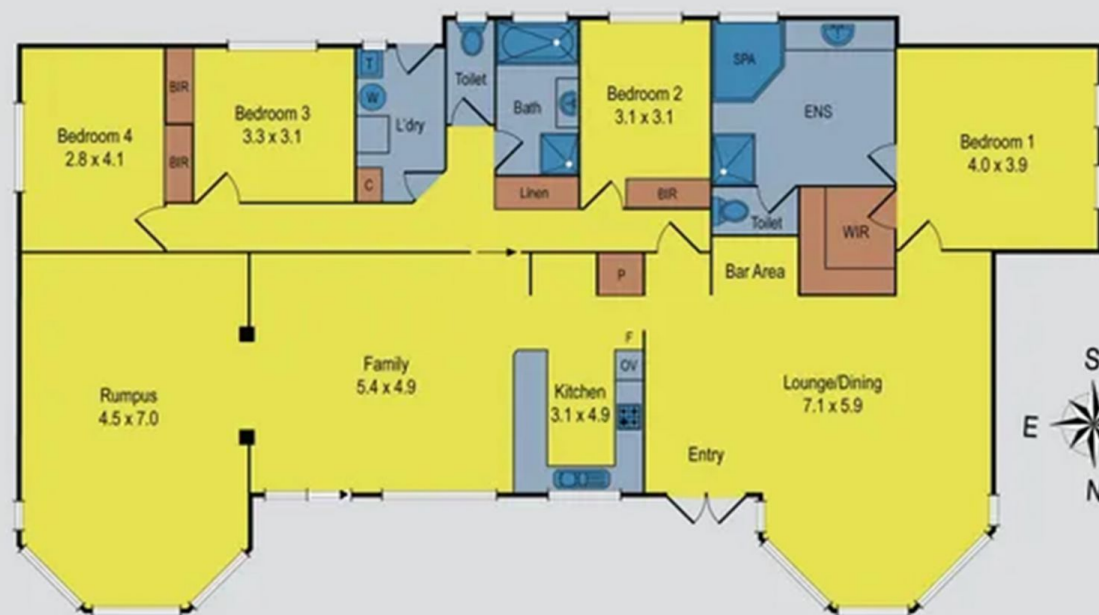 BIR
BIR
Bedroom 4
2.8 x 4.1
Bedroom 3
3.3 x 3.1
T
W
L'dry
C
Toilet
Bath
Linen
Bedroom 2
3.1 x 3.1
BIR
SPA
ENS
Toilet
WIR
Bedroom 1
4.0 x 3.9
Bar Area
P
F
OV
Rumpus
4.5 x 7.0
Family
5.4 x 4.9
Kitchen
3.1 x 4.9
Lounge/Dining
7.1 x 5.9
Entry
S
E
N